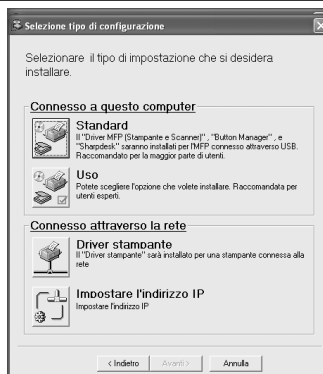 Selezione tipo di configurazione
Selezionare il tipo di impostazione che si desidera
installare.
Connesso a questo computer
Standard
Il "Driver MFP (Stampante e Scanner)" , "Button Manager" , e
"Sharpdesk" saranno installati per l'MFP connesso attraverso USB.
Raccomandato per la maggior parte di utenti.
Uso
Potete scegliere l'opzione che volete installare. Raccomandata per
utenti esperti.
Connesso attraverso la rete
Driver stampante
Il "Driver stampante" sarà installato per una stampante connessa alla
rete
Impostare l'indirizzo IP
Impostare l'indirizzo IP
< Indietro Avanti > Annulla